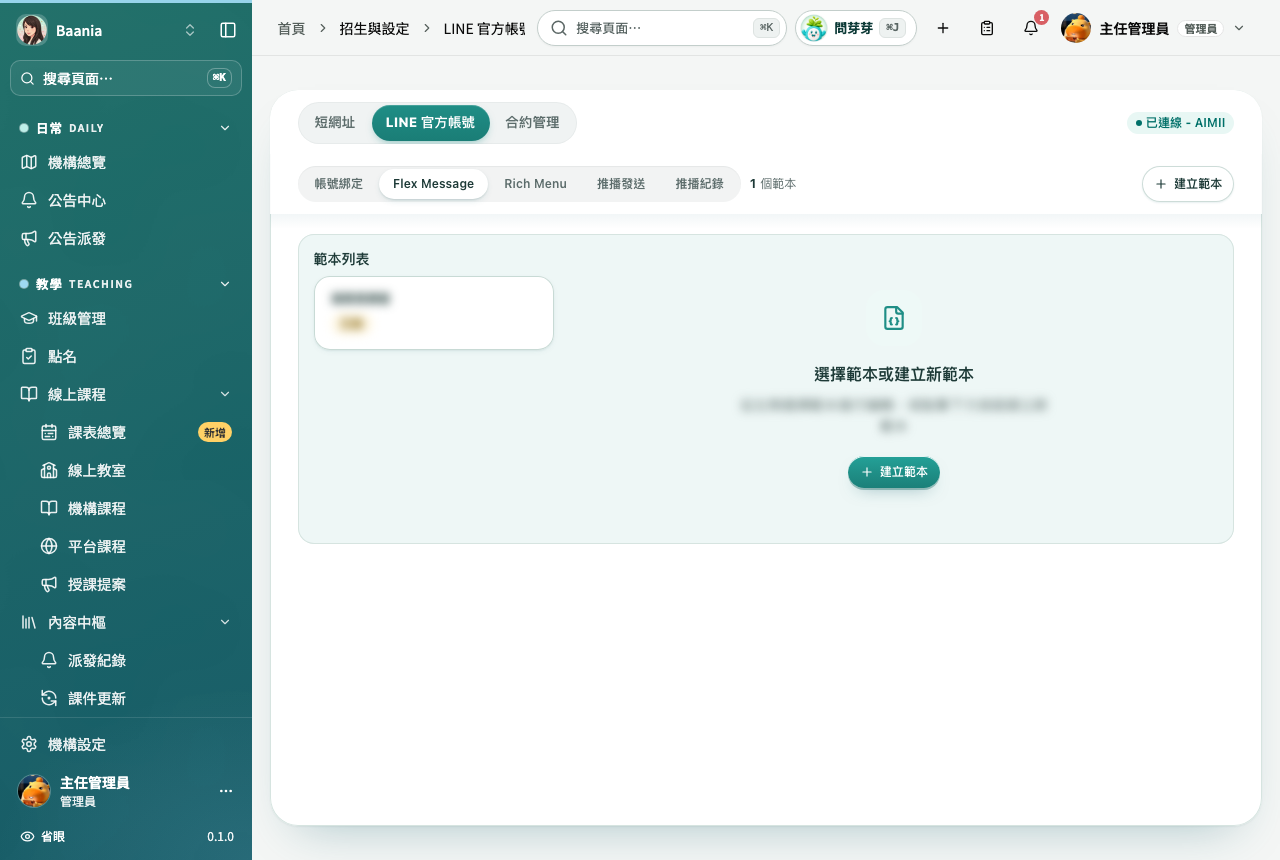 Baania
搜尋頁面⋯ ⌘K
日常 DAILY
機構總覽
公告中心
公告派發
教學 TEACHING
班級管理
點名
線上課程
課表總覽 新增
線上教室
機構課程
平台課程
授課提案
內容中樞
派發紀錄
課件更新
機構設定
主任管理員
管理員
省眼 0.1.0
首頁 > 招生與設定 > LINE 官方帳號
搜尋頁面⋯ ⌘K
問芽芽 ⌘J
1
主任管理員 管理員
短網址 LINE 官方帳號 合約管理
已連線 - AIMII
帳號綁定 Flex Message Rich Menu 推播發送 推播紀錄 1 個範本
建立範本
範本列表
選擇範本或建立新範本
建立範本